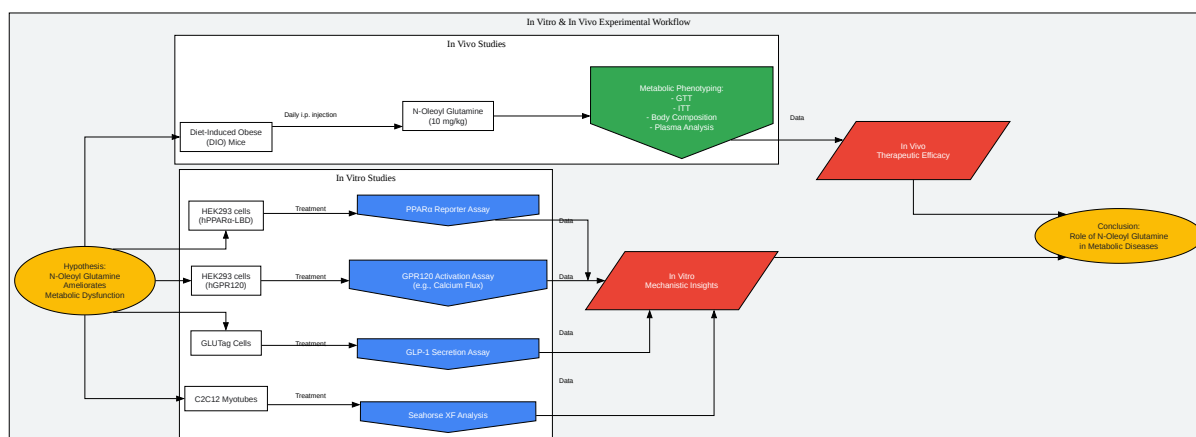 In Vitro & In Vivo Experimental Workflow
In Vivo Studies
Diet-Induced Obese
(DIO) Mice
Daily i.p. injection
N-Oleoyl Glutamine
(10 mg/kg)
Metabolic Phenotyping:
- GTT
- ITT
- Body Composition
- Plasma Analysis
Data
In Vivo
Therapeutic Efficacy
In Vitro Studies
HEK293 cells
(hPPARα-LBD)
Treatment
PPARα Reporter Assay
Data
Hypothesis:
N-Oleoyl Glutamine
Ameliorates
Metabolic Dysfunction
HEK293 cells
(hGPR120)
Treatment
GPR120 Activation Assay
(e.g., Calcium Flux)
Data
In Vitro
Mechanistic Insights
Conclusion:
Role of N-Oleoyl Glutamine
in Metabolic Diseases
GLUTag Cells
Treatment
GLP-1 Secretion Assay
Data
C2C12 Myotubes
Treatment
Seahorse XF Analysis
Data